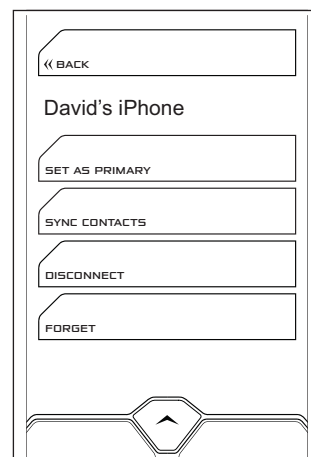 « BACK
David's iPhone
SET AS PRIMARY
SYNC CONTACTS
DISCONNECT
FORGET